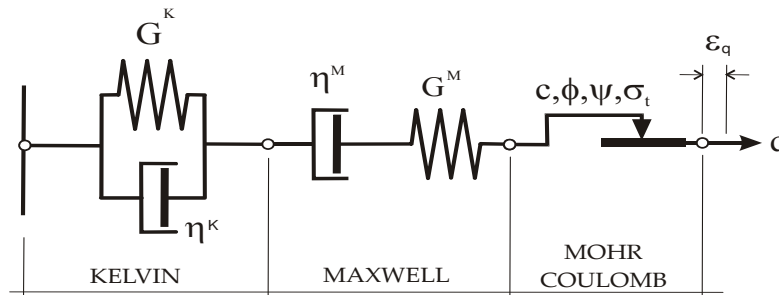 G^K
η^M
G^M
c,ϕ,ψ,σ_t
ε_q
η^K
KELVIN
MAXWELL
MOHR
COULOMB